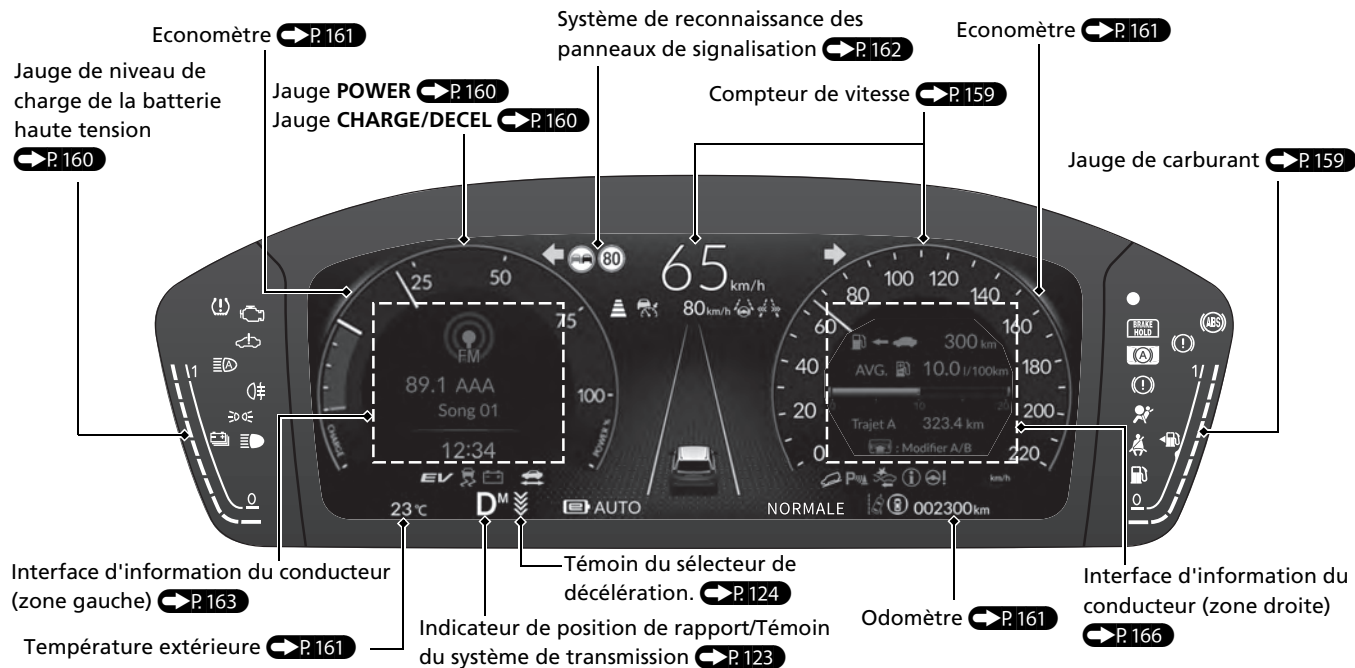 Economètre P. 161
Système de reconnaissance des
panneaux de signalisation P. 162
Economètre P. 161
Jauge de niveau de
charge de la batterie
haute tension
P. 160
Jauge POWER P. 160
Jauge CHARGE/DECEL P. 160
Compteur de vitesse P. 159
Jauge de carburant P. 159
80
65 km/h
80 km/h
25
50
75
100
CHARGE
POWER %
FM
89.1 AAA
Song 01
12:34
0
20
40
60
80
100
120
140
160
180
200
220
km/h
300 km
AVG. 10.0 l/100km
0 10 20
Trajet A 323.4 km
: Modifier A/B
BRAKE
HOLD
(A)
(ABS)
A
1
0
1/
0
EV
23 °C
D M
AUTO
NORMALE
002300 km
Interface d'information du conducteur
(zone gauche) P. 163
Température extérieure P. 161
Témoin du sélecteur de
décélération. P. 124
Indicateur de position de rapport/Témoin
du système de transmission P. 123
Odomètre P. 161
Interface d'information du
conducteur (zone droite)
P. 166